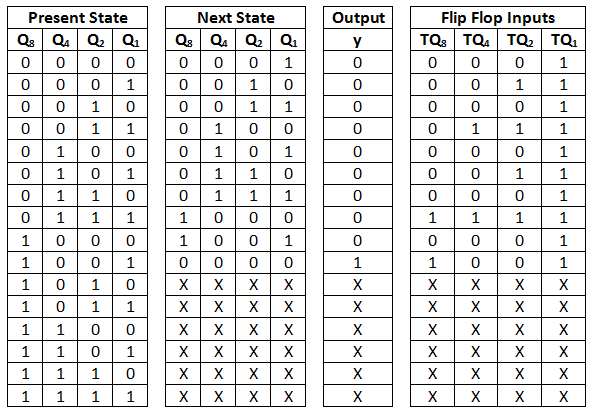 Present State Next State Output Flip Flop Inputs
Q8 Q4 Q2 Q1 Q8 Q4 Q2 Q1 y TQ8 TQ4 TQ2 TQ1
0 0 0 0 0 0 0 1 0 0 0 0 1
0 0 0 1 0 0 1 0 0 0 0 1 1
0 0 1 0 0 0 1 1 0 0 0 0 1
0 0 1 1 0 1 0 0 0 0 1 1 1
0 1 0 0 0 1 0 1 0 0 0 0 1
0 1 0 1 0 1 1 0 0 0 0 1 1
0 1 1 0 0 1 1 1 0 0 0 0 1
0 1 1 1 1 0 0 0 0 1 1 1 1
1 0 0 0 1 0 0 1 0 0 0 0 1
1 0 0 1 0 0 0 0 1 1 0 0 1
1 0 1 0 X X X X X X X X X
1 0 1 1 X X X X X X X X X
1 1 0 0 X X X X X X X X X
1 1 0 1 X X X X X X X X X
1 1 1 0 X X X X X X X X X
1 1 1 1 X X X X X X X X X